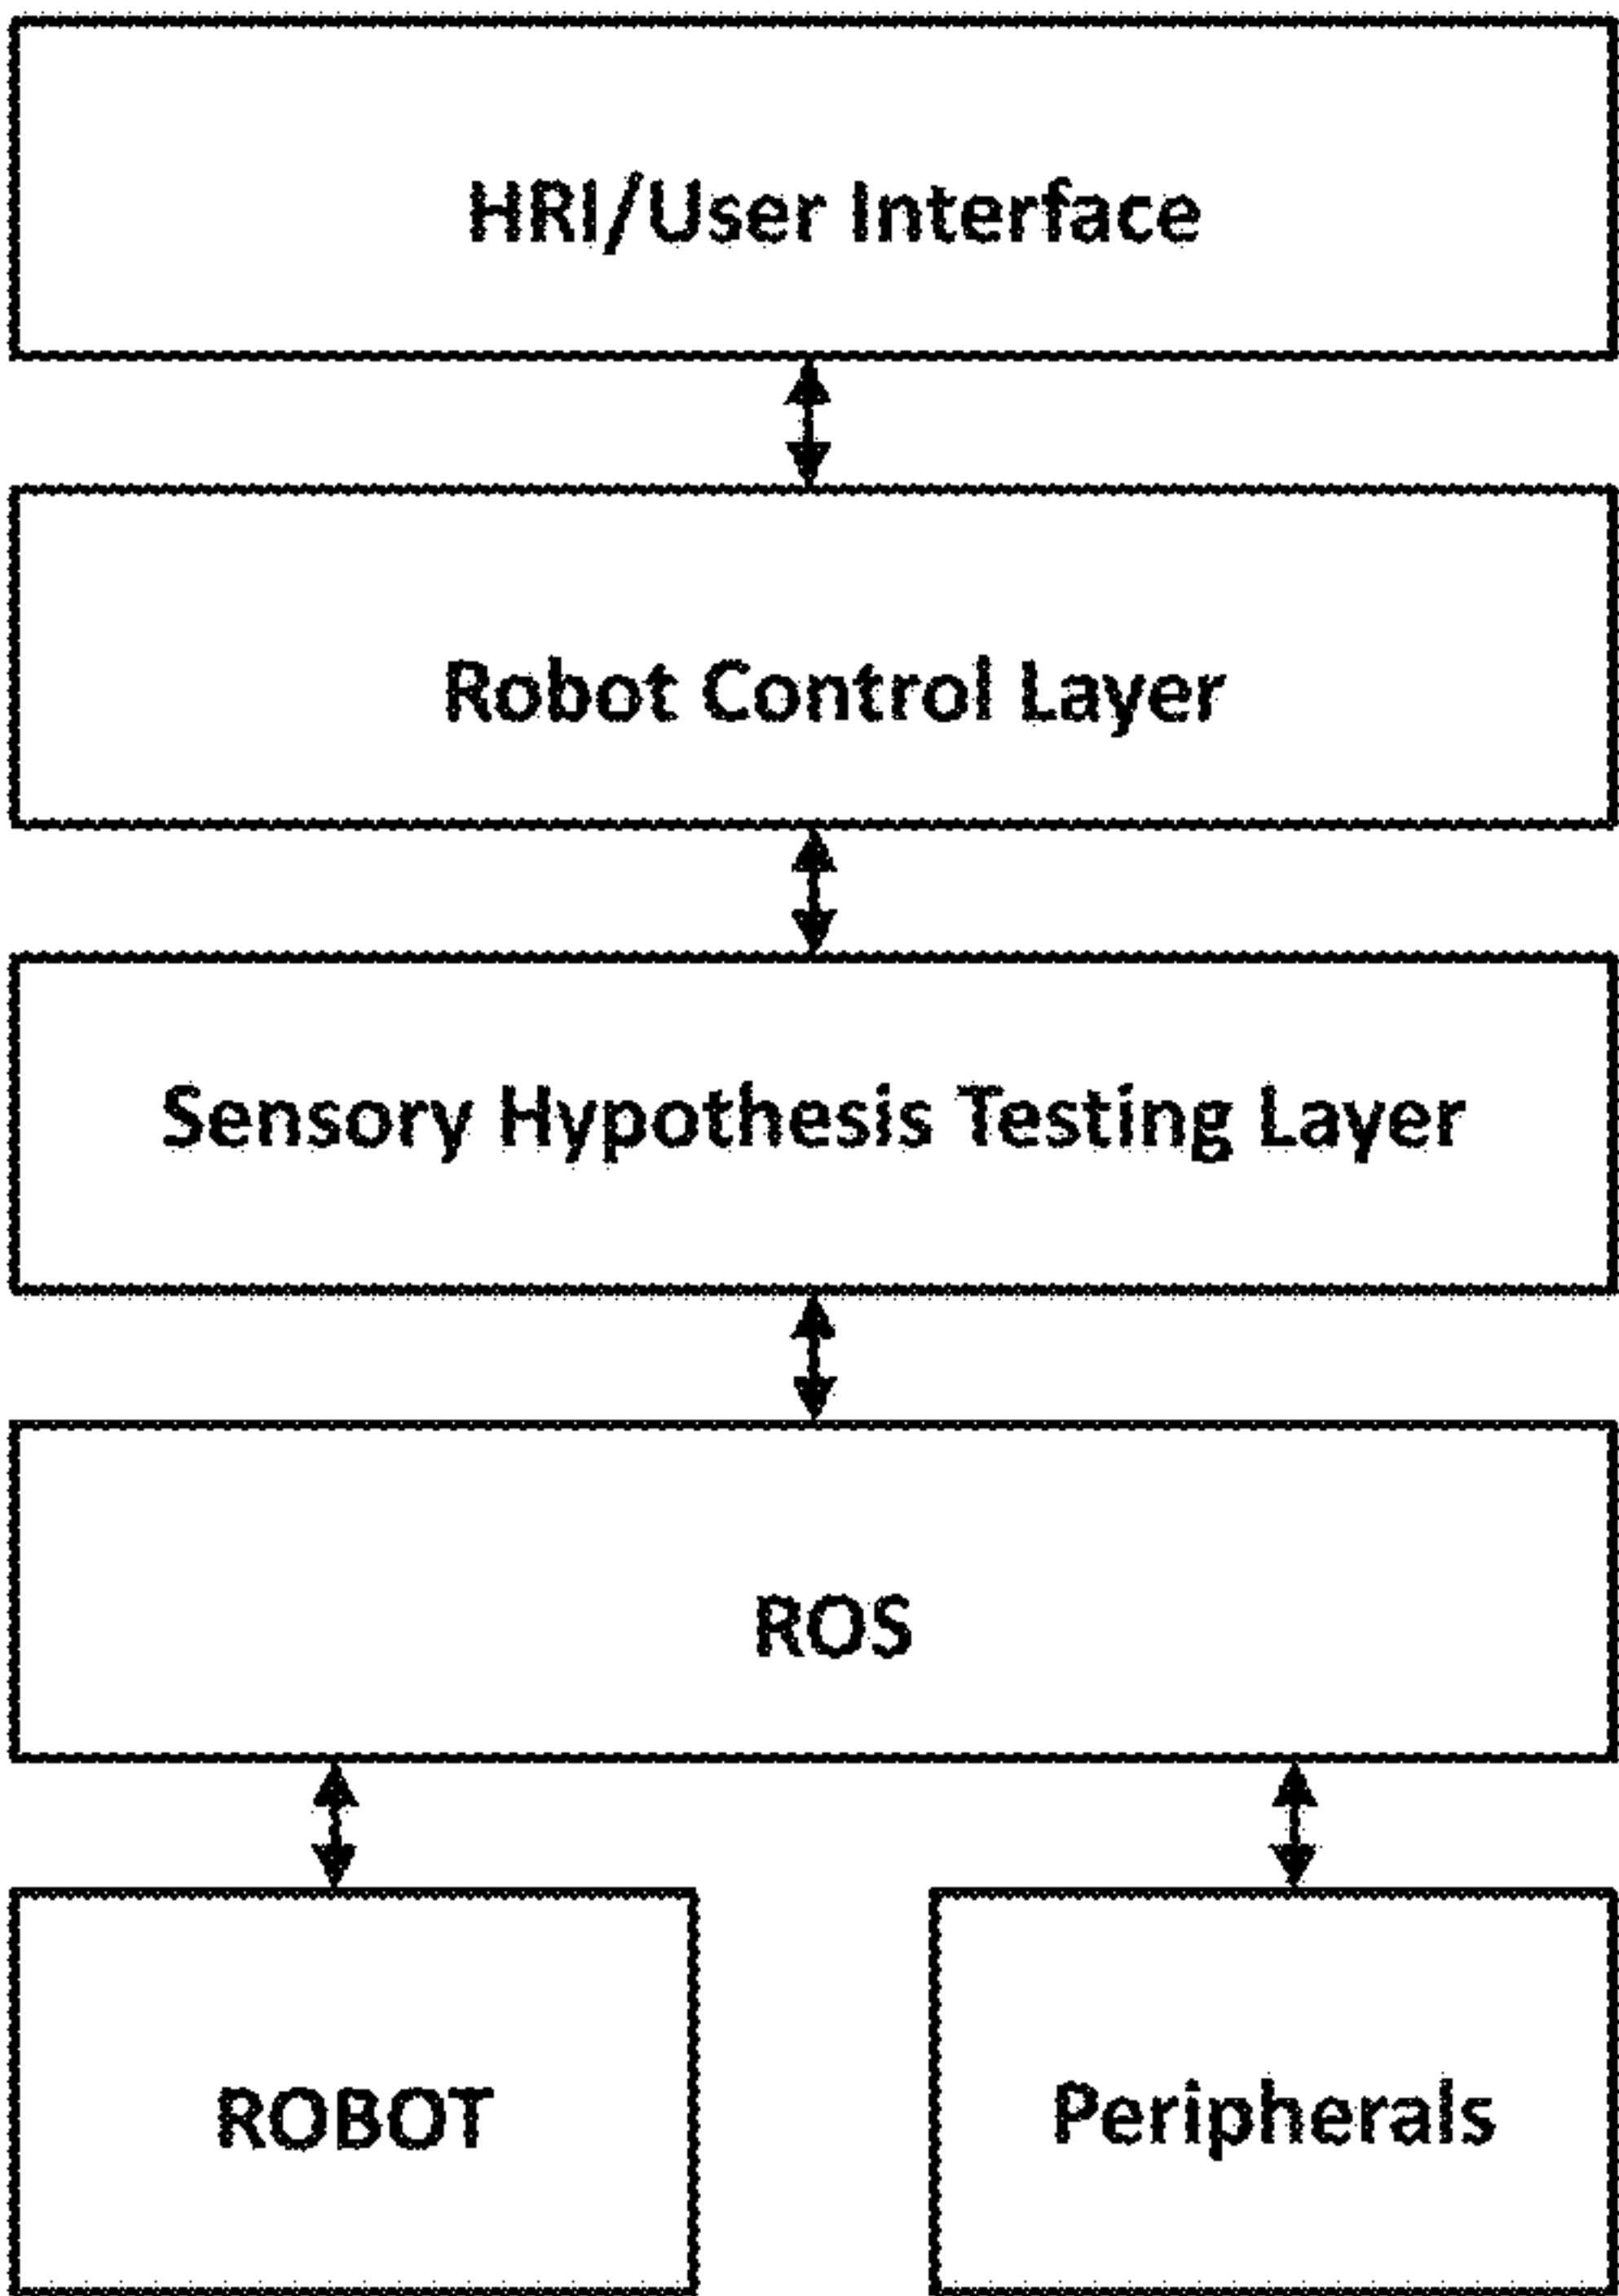 HRI/User Interface
Robot Control Layer
Sensory Hypothesis Testing Layer
ROS
ROBOT
Peripherals